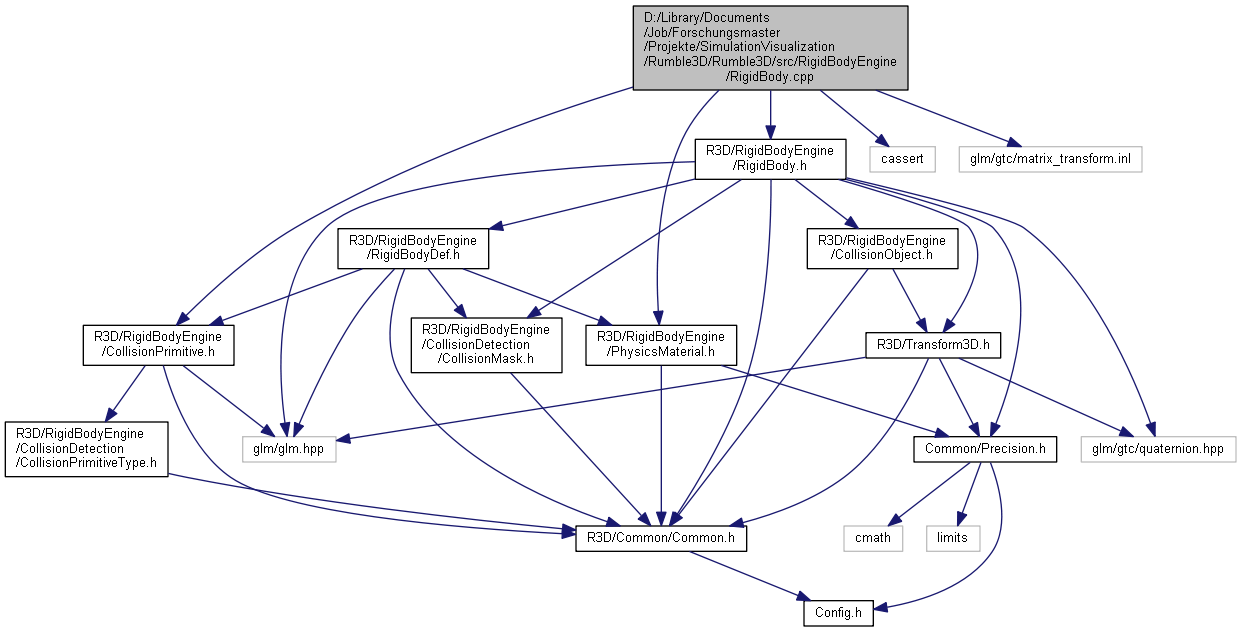 D:/Library/Documents
/Job/Forschungsmaster
/Projekte/SimulationVisualization
/Rumble3D/Rumble3D/src/RigidBodyEngine
/RigidBody.cpp
R3D/RigidBodyEngine
/RigidBody.h
cassert
glm/gtc/matrix_transform.inl
R3D/RigidBodyEngine
/RigidBodyDef.h
R3D/RigidBodyEngine
/CollisionObject.h
R3D/RigidBodyEngine
/CollisionPrimitive.h
R3D/RigidBodyEngine
/CollisionDetection
/CollisionMask.h
R3D/RigidBodyEngine
/PhysicsMaterial.h
R3D/Transform3D.h
R3D/RigidBodyEngine
/CollisionDetection
/CollisionPrimitiveType.h
glm/glm.hpp
Common/Precision.h
glm/gtc/quaternion.hpp
R3D/Common/Common.h
cmath
limits
Config.h